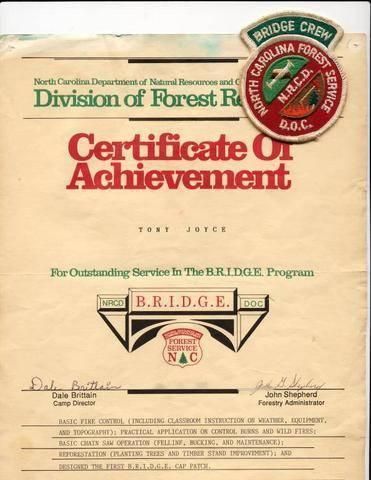 BRIDGE CREW
NORTH CAROLINA FOREST SERVICE
N.R.C.D.
D.O.C.
North Carolina Department of Natural Resources and
Division of Forest
Certificate Of
Achievement
TONY JOYCE
For Outstanding Service In The B.R.I.D.G.E. Program
NRCD B.R.I.D.G.E. DOC
FOREST
SERVICE
N C
Dale Brittain
Dale Brittain John Shepherd
Camp Director Forestry Administrator
BASIC FIRE CONTROL (INCLUDING CLASSROOM INSTRUCTION ON WEATHER, EQUIPMENT,
AND TOPOGRAPHY); PRACTICAL APPLICATION ON CONTROL BURNS AND WILD FIRES;
BASIC CHAIN SAW OPERATION (FELLINF, BUCKING, AND MAINTENANCE);
REFORESTATION (PLANTING TREES AND TIMBER STAND IMPROVEMENT); AND
DESIGNED THE FIRST B.R.I.D.G.E. CAP PATCH.